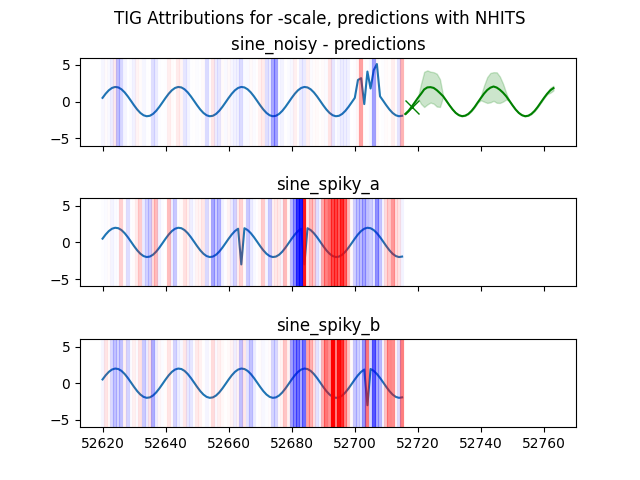 TIG Attributions for -scale, predictions with NHITS
sine_noisy - predictions
5
0
−5
sine_spiky_a
5
0
−5
sine_spiky_b
5
0
−5
52620 52640 52660 52680 52700 52720 52740 52760